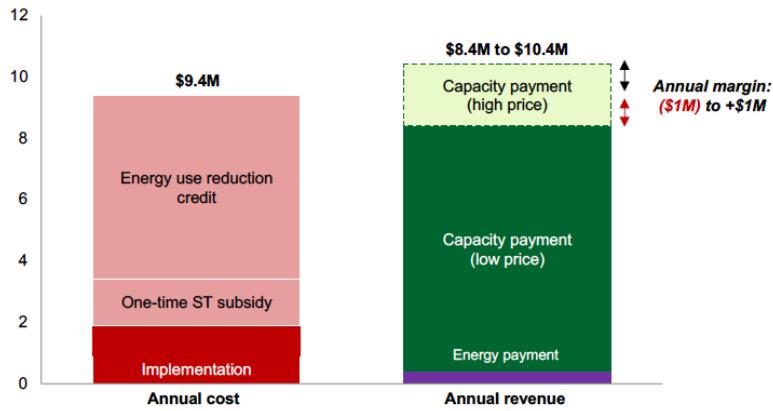 12
10
8
6
4
2
0
$9.4M
Energy use reduction
credit
One-time ST subsidy
Implementation
Annual cost
$8.4M to $10.4M
Capacity payment
(high price)
Capacity payment
(low price)
Energy payment
Annual revenue
Annual margin:
($1M) to +$1M